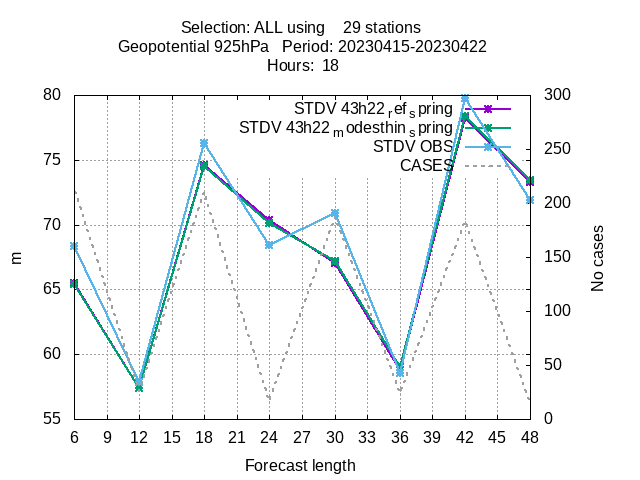 Selection: ALL using    29 stations
Geopotential 925hPa   Period: 20230415-20230422
Hours:  18
STDV 43h22_ref_spring
STDV 43h22_modesthin_spring
STDV OBS
CASES
80
75
70
65
60
55
m
300
250
200
150
100
50
0
No cases
6 9 12 15 18 21 24 27 30 33 36 39 42 45 48
Forecast length